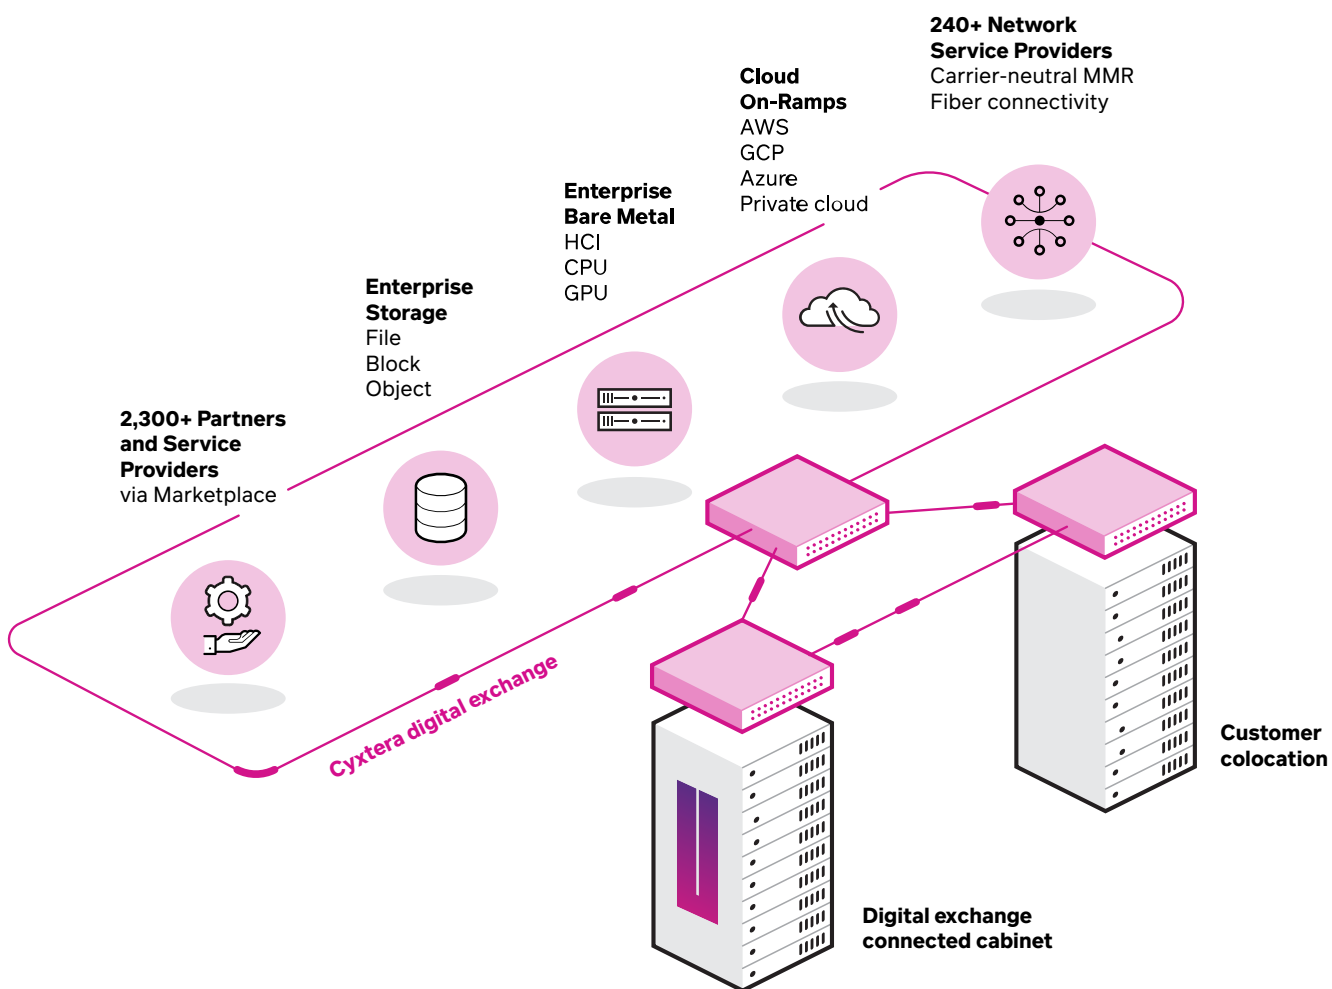 240+ Network
Service Providers
Carrier-neutral MMR
Fiber connectivity
Cloud
On-Ramps
AWS
GCP
Azure
Private cloud
Enterprise
Bare Metal
HCI
CPU
GPU
Enterprise
Storage
File
Block
Object
2,300+ Partners
and Service
Providers
via Marketplace
Cyxtera digital exchange
Customer
colocation
Digital exchange
connected cabinet